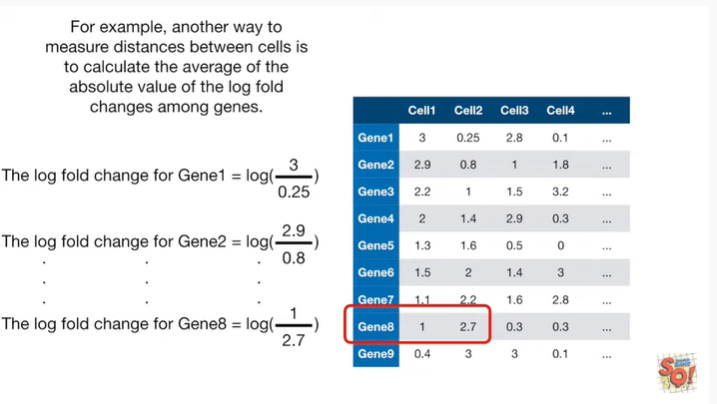 For example, another way to
measure distances between cells is
to calculate the average of the
absolute value of the log fold
changes among genes.
The log fold change for Gene1 = log(3/0.25)
The log fold change for Gene2 = log(2.9/0.8)
. . .
. . .
. . .
The log fold change for Gene8 = log(1/2.7)
Cell1 Cell2 Cell3 Cell4 ...
Gene1 3 0.25 2.8 0.1 ...
Gene2 2.9 0.8 1 1.8 ...
Gene3 2.2 1 1.5 3.2 ...
Gene4 2 1.4 2.9 0.3 ...
Gene5 1.3 1.6 0.5 0 ...
Gene6 1.5 2 1.4 3 ...
Gene7 1.1 2.2 1.6 2.8 ...
Gene8 1 2.7 0.3 0.3 ...
Gene9 0.4 3 3 0.1 ...
SQ!